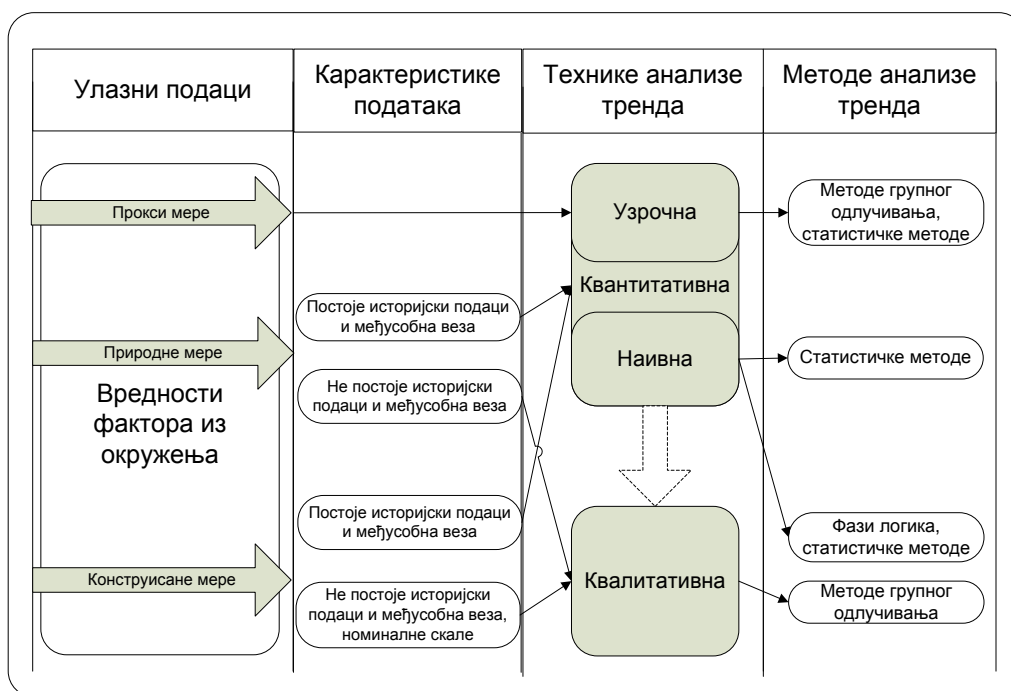 Улазни подаци
Карактеристике
података
Технике анализе
тренда
Методе анализе
тренда
Прокси мере
Природне мере
Вредности
фактора из
окружења
Конструисане мере
Постоје историјски подаци
и међусобна веза
Не постоје историјски
подаци и међусобна веза
Постоје историјски подаци
и међусобна веза
Не постоје историјски
подаци и међусобна веза,
номиналне скале
Узрочна
Квантитативна
Наивна
Квалитативна
Методе групног
одлучивања,
статистичке методе
Статистичке методе
Фази логика,
статистичке методе
Методе групног
одлучивања